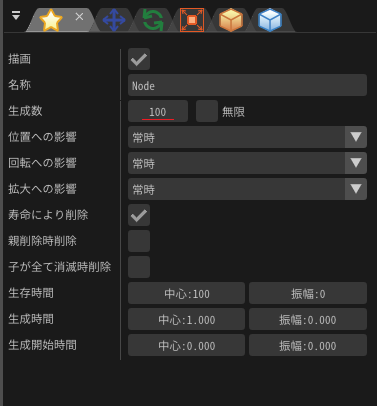 描画
名称 Node
生成数 100 無限
位置への影響 常時
回転への影響 常時
拡大への影響 常時
寿命により削除
親削除時削除
子が全て消滅時削除
生存時間 中心:100 振幅:0
生成時間 中心:1.000 振幅:0.000
生成開始時間 中心:0.000 振幅:0.000